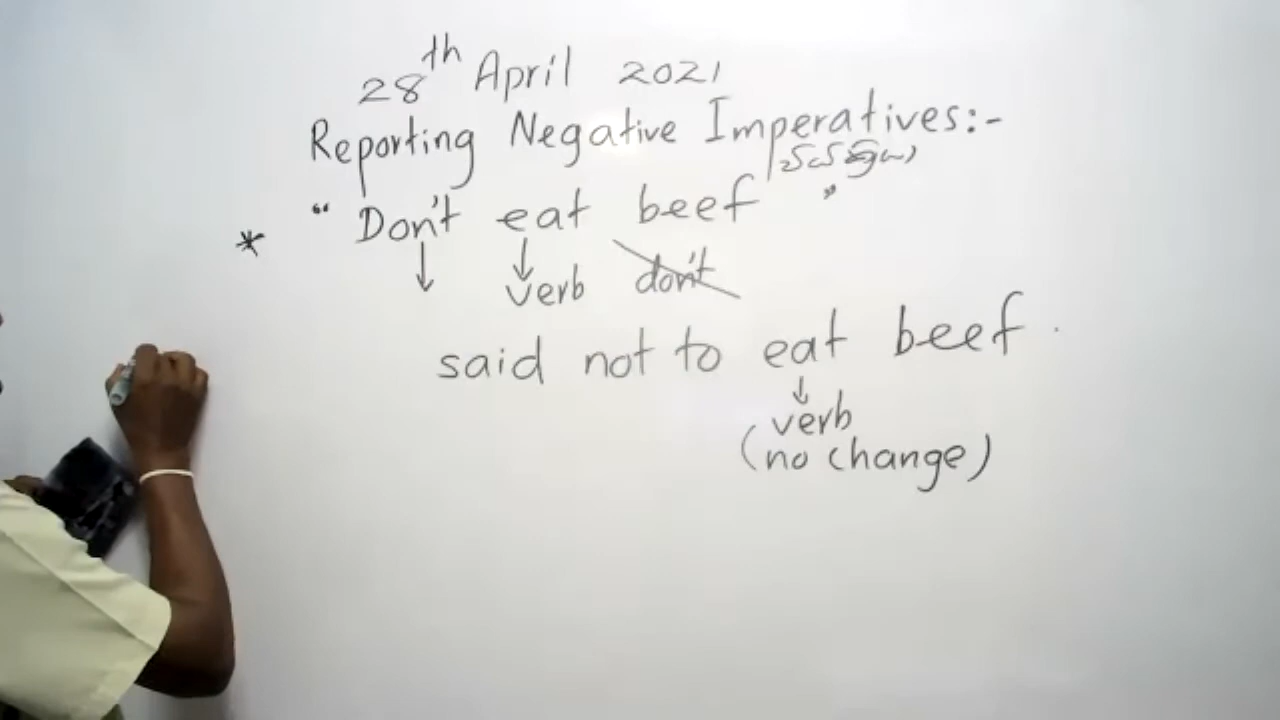 28th April 2021
Reporting Negative Imperatives:-
* " Don't eat beef "
↓ ↓
verb don't
said not to eat beef.
↓
verb
(no change)